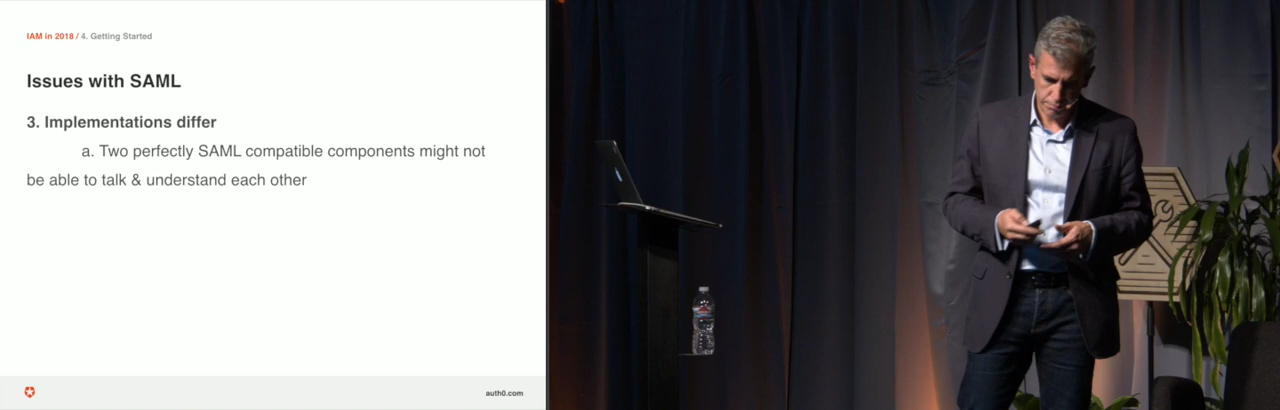 IAM in 2018 / 4. Getting Started
Issues with SAML
3. Implementations differ
a. Two perfectly SAML compatible components might not
be able to talk & understand each other
auth0.com